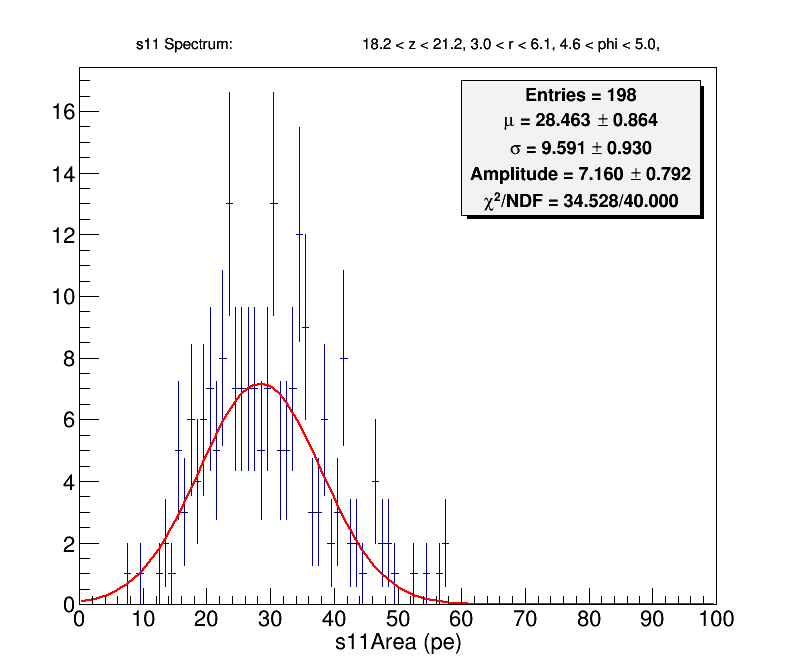 s11 Spectrum: 18.2 < z < 21.2, 3.0 < r < 6.1, 4.6 < phi < 5.0,
Entries = 198
μ = 28.463 ± 0.864
σ = 9.591 ± 0.930
Amplitude = 7.160 ± 0.792
χ²/NDF = 34.528/40.000
16
14
12
10
8
6
4
2
0
0 10 20 30 40 50 60 70 80 90 100
s11Area (pe)